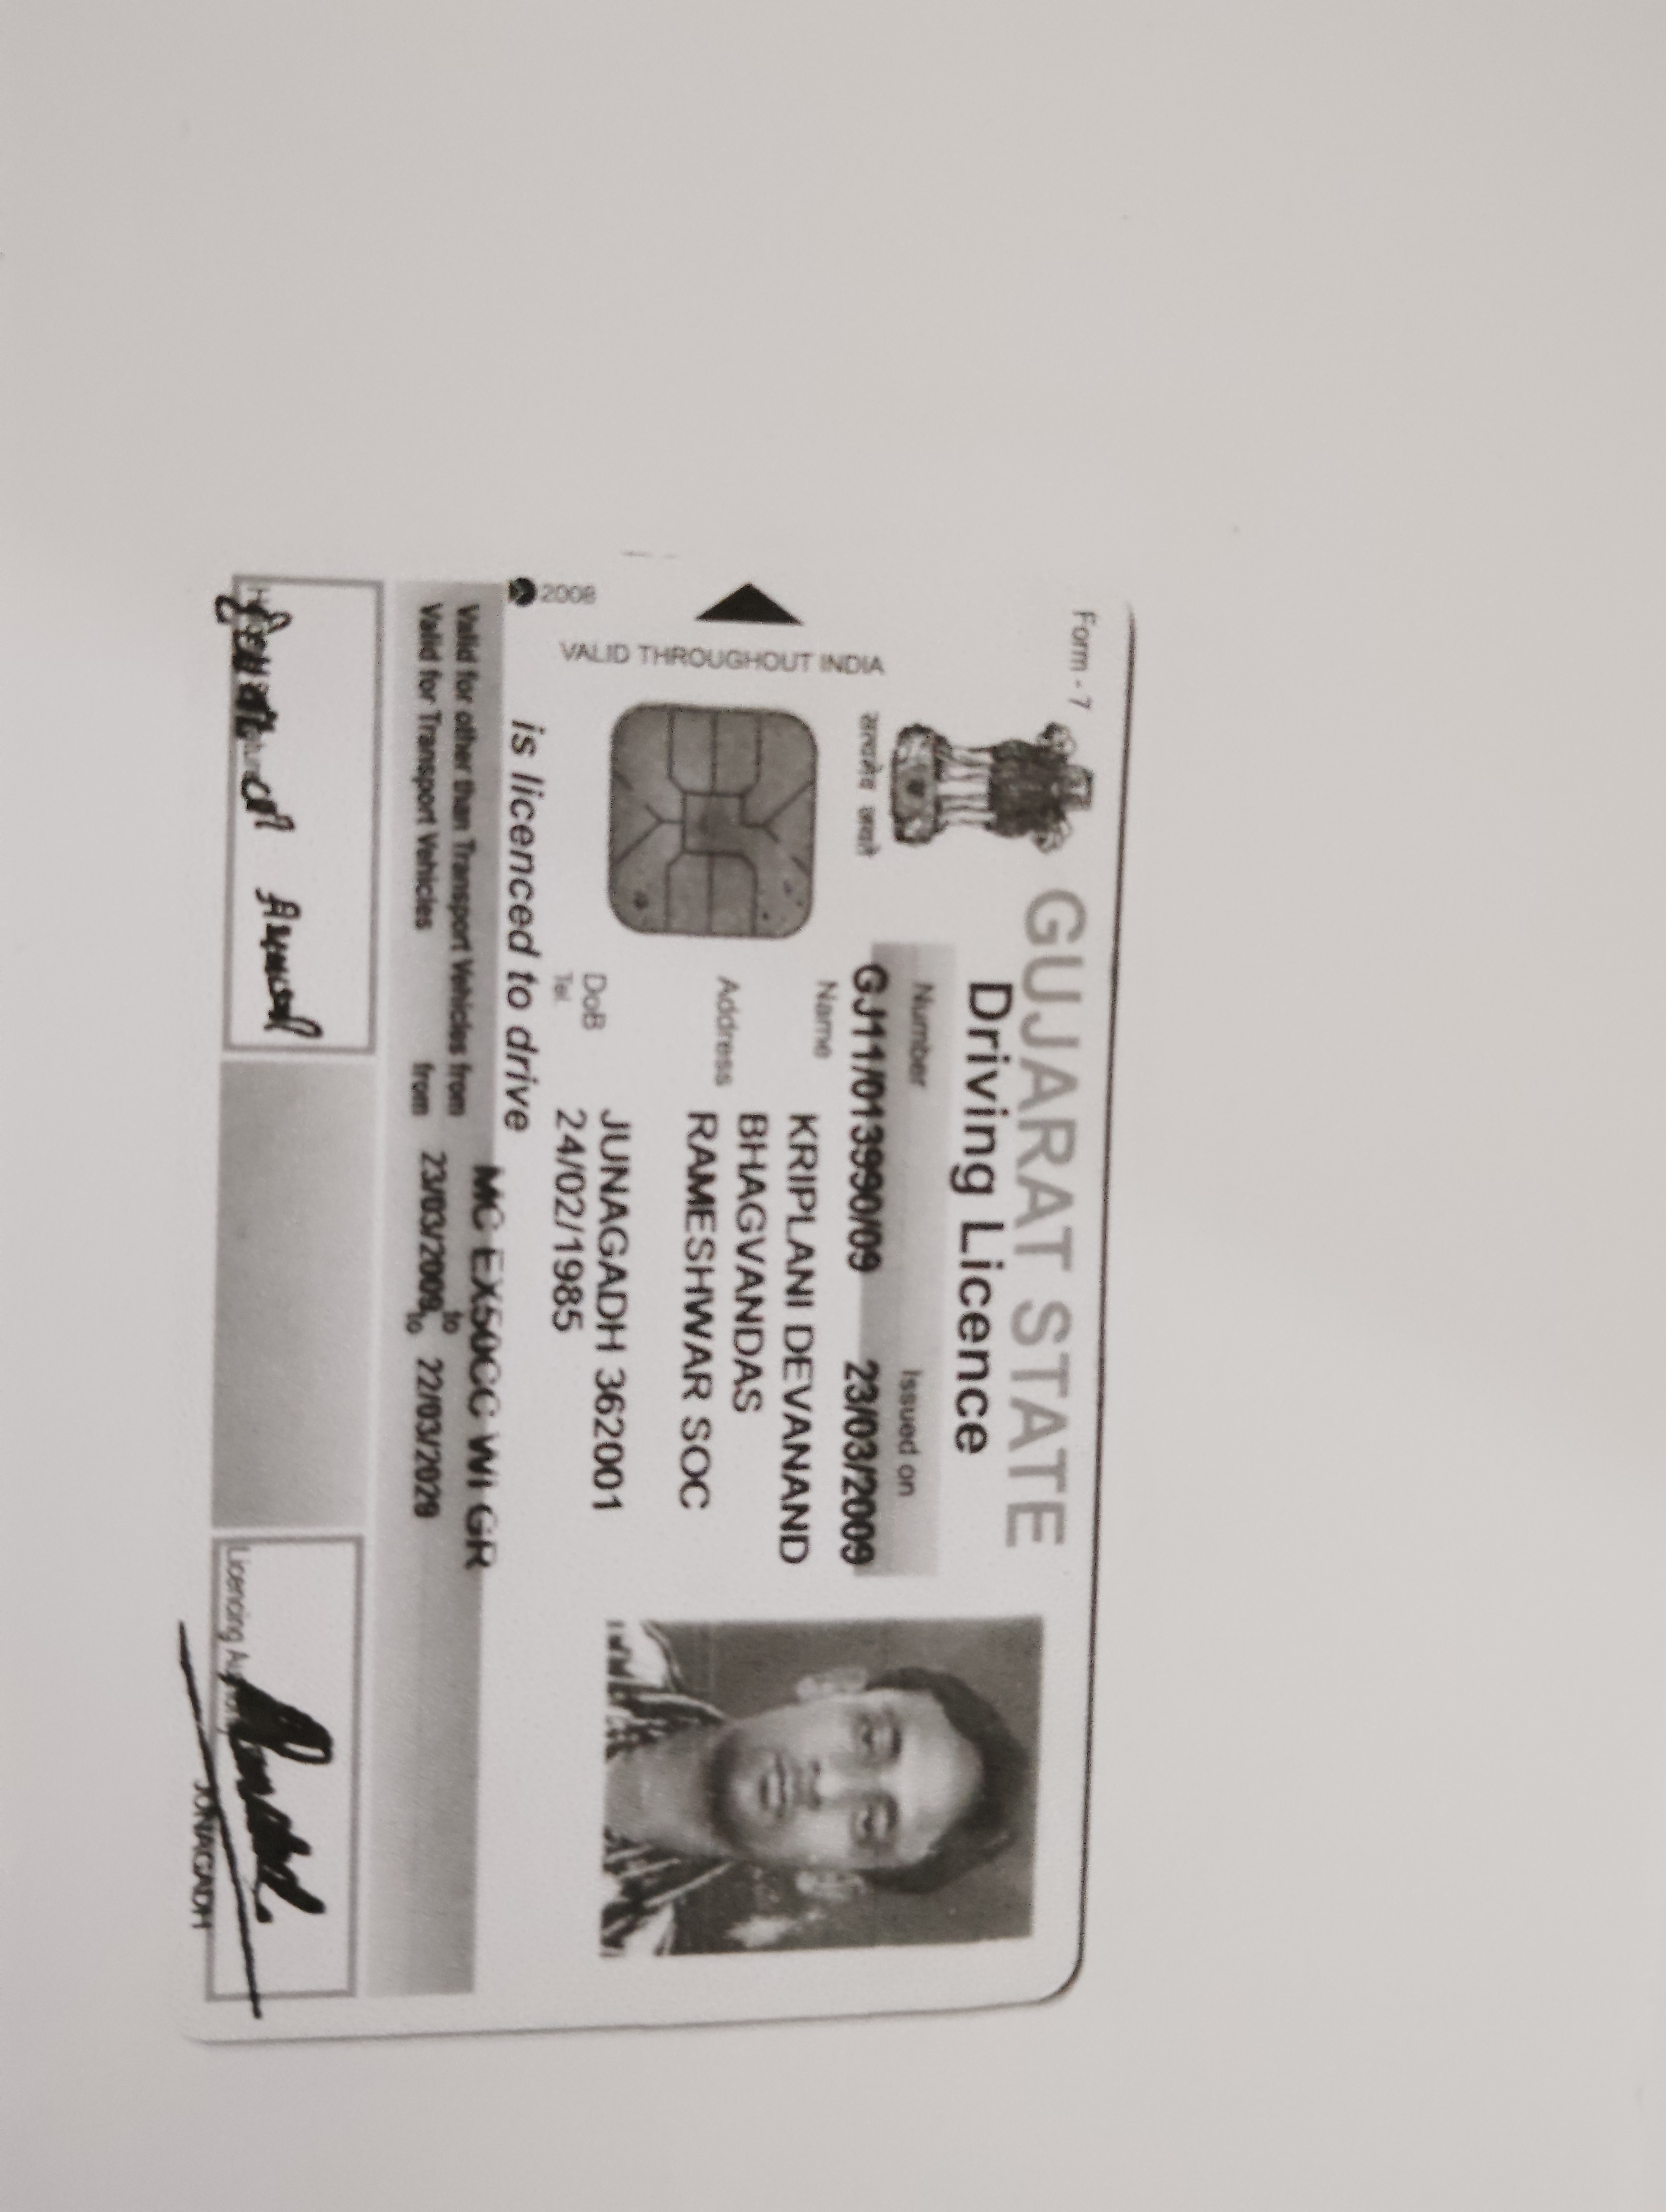 Form - 7
GUJARAT STATE
Driving Licence
सत्यमेव जयते
Number Issued on
GJ11/013990/09 23/03/2009
Name KRIPLANI DEVANAND
BHAGVANDAS
Address RAMESHWAR SOC
JUNAGADH 362001
DoB 24/02/1985
Tel.
VALID THROUGHOUT INDIA
2008
is licenced to drive
MC EX50CC WI GR
Valid for other than Transport Vehicles from 23/03/2009 to 22/03/2029
Valid for Transport Vehicles from to
Licencing Authority
JUNAGADH